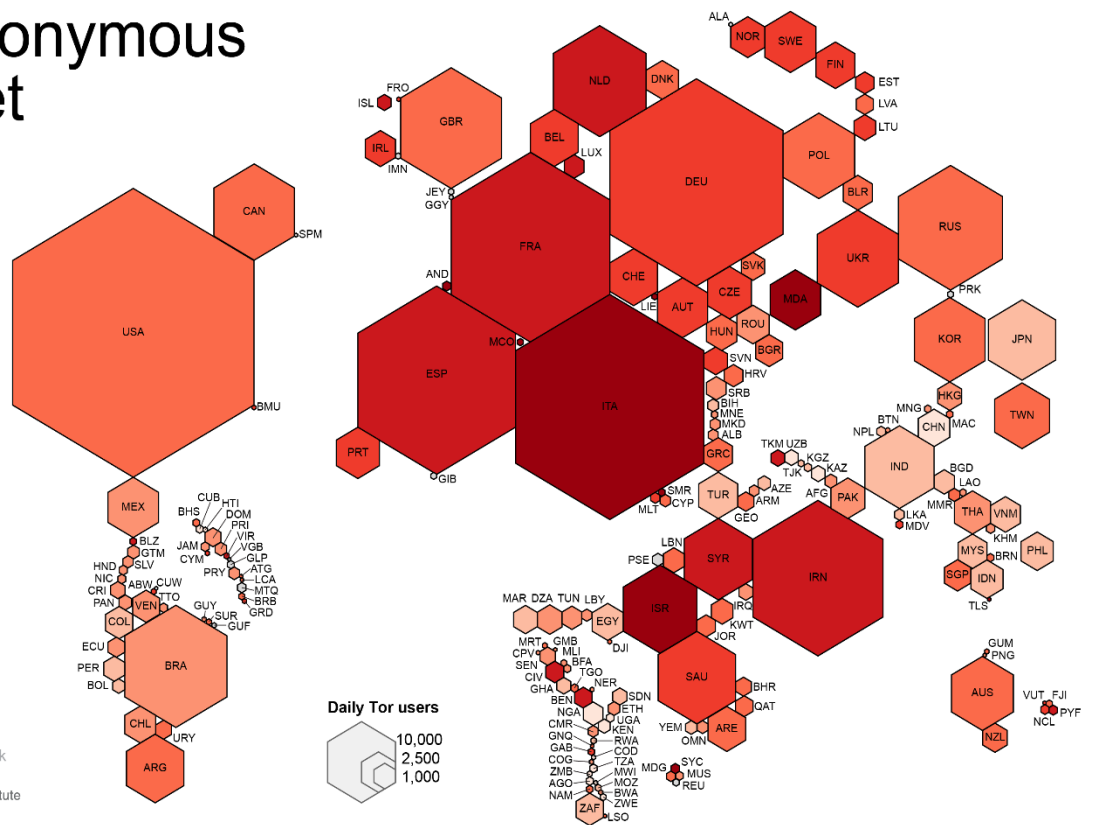 onymous
et
ALA
NOR
SWE
FIN
EST
LVA
LTU
NLD
DNK
FRO
ISL
GBR
IRL
IMN
BEL
LUX
DEU
POL
BLR
JEY
GGY
CAN
SPM
FRA
RUS
UKR
AND
CHE
SVK
LIE
AUT
CZE
MDA
PRK
USA
MCO
HUN
ROU
BGR
KOR
JPN
ESP
SVN
HRV
SRB
BMU
ITA
BIH
MNE
MKD
ALB
HKG
MNG
MAC
BTN
CHN
TWN
NPL
PRT
GRC
TKM
UZB
TJK
KGZ
KAZ
IND
GIB
BGD
LAO
MEX
SMR
MLT
CYP
TUR
AZE
ARM
GEO
AFG
PAK
MMR
THA
VNM
LKA
MDV
KHM
CUB
HTI
BHS
DOM
PRI
VIR
VGB
JAM
CYM
GLP
PRY
ATG
LCA
MTQ
BRB
GRD
BLZ
GTM
SLV
HND
NIC
CRI
ABW
CUW
PAN
VEN
TTO
PSE
LBN
SYR
IRN
MYS
BRN
PHL
SGP
IDN
TLS
COL
GUY
SUR
GUF
MAR
DZA
TUN
LBY
EGY
ISR
IRQ
KWT
JOR
DJI
ECU
PER
BOL
BRA
MRT
GMB
CPV
MLI
SEN
BFA
CIV
TGO
GHA
NER
BEN
SAU
BHR
QAT
GUM
PNG
AUS
VUT
FJI
PYF
NCL
NZL
CHL
URY
ARG
NGA
SDN
ETH
UGA
CMR
KEN
GNQ
RWA
GAB
COD
COG
TZA
ZMB
MWI
AGO
MOZ
NAM
BWA
ZWE
ZAF
LSO
YEM
OMN
ARE
MDG
SYC
MUS
REU
Daily Tor users
10,000
2,500
1,000
k
tute